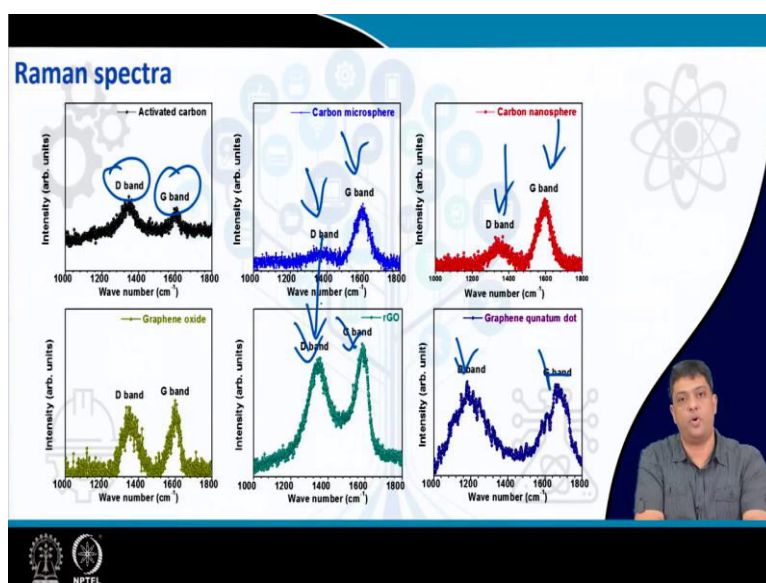 Raman spectra
Activated carbon
D band
G band
Intensity (arb. units)
1000 1200 1400 1600 1800
Wave number (cm-1)
Carbon microsphere
G band
D band
Intensity (arb. units)
1000 1200 1400 1600 1800
Wave number (cm-1)
Carbon nanosphere
G band
D band
Intensity (arb. units)
1000 1200 1400 1600 1800
Wave number (cm-1)
Graphene oxide
D band
G band
Intensity (arb. units)
1000 1200 1400 1600 1800
Wave number (cm-1)
rGO
D band
G band
Intensity (arb. units)
1000 1200 1400 1600 1800
Wave number (cm-1)
Graphene qunatum dot
D band
G band
Intensity (arb. unit)
1000 1200 1400 1600 1800
Wave number (cm-1)
NPTEL